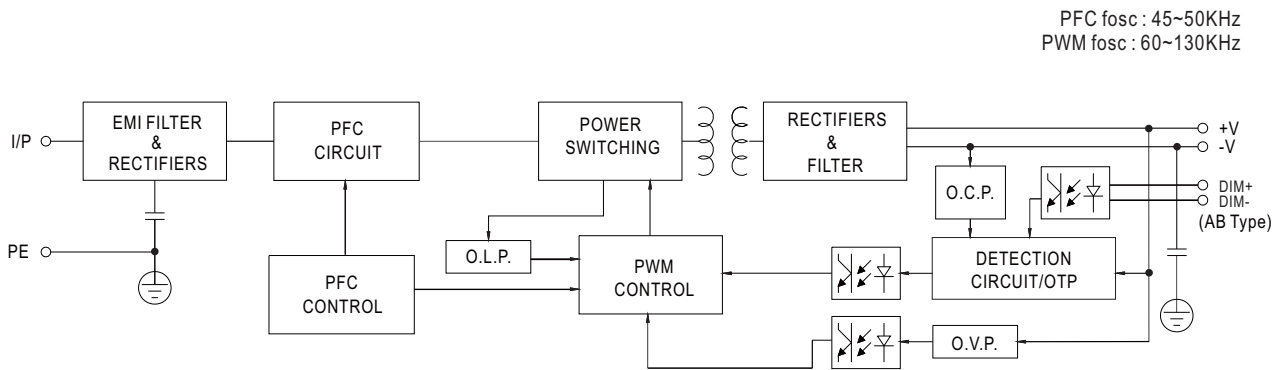 PFC fosc : 45~50KHz
PWM fosc : 60~130KHz
I/P
EMI FILTER
&
RECTIFIERS
PFC
CIRCUIT
POWER
SWITCHING
RECTIFIERS
&
FILTER
+V
-V
O.C.P.
DIM+
DIM-
(AB Type)
PE
O.L.P.
PFC
CONTROL
PWM
CONTROL
DETECTION
CIRCUIT/OTP
O.V.P.